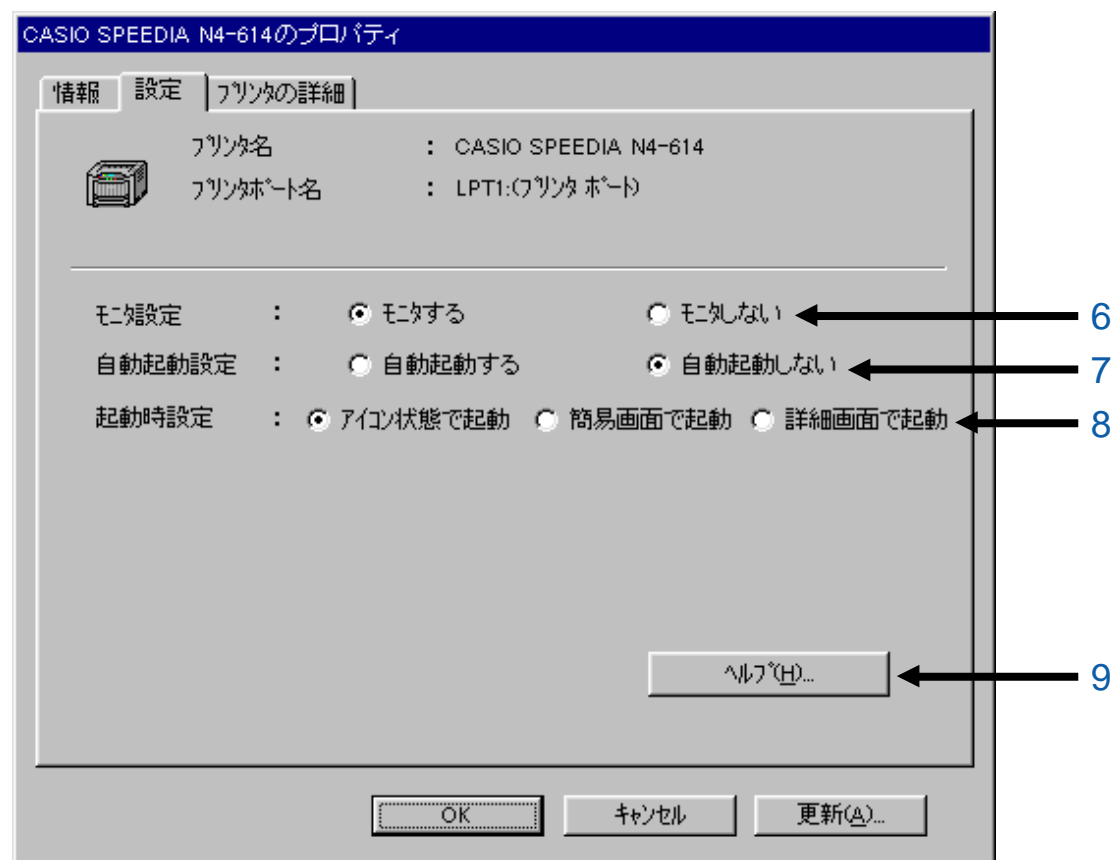 CASIO SPEEDIA N4-614のプロパティ
情報 設定 プリンタの詳細
プリンタ名 : CASIO SPEEDIA N4-614
プリンタポート名 : LPT1:(プリンタ ポート)
モニタ設定 : モニタする モニタしない 6
自動起動設定 : 自動起動する 自動起動しない 7
起動時設定 : アイコン状態で起動 簡易画面で起動 詳細画面で起動 8
ヘルプ(H)... 9
OK キャンセル 更新(A)...